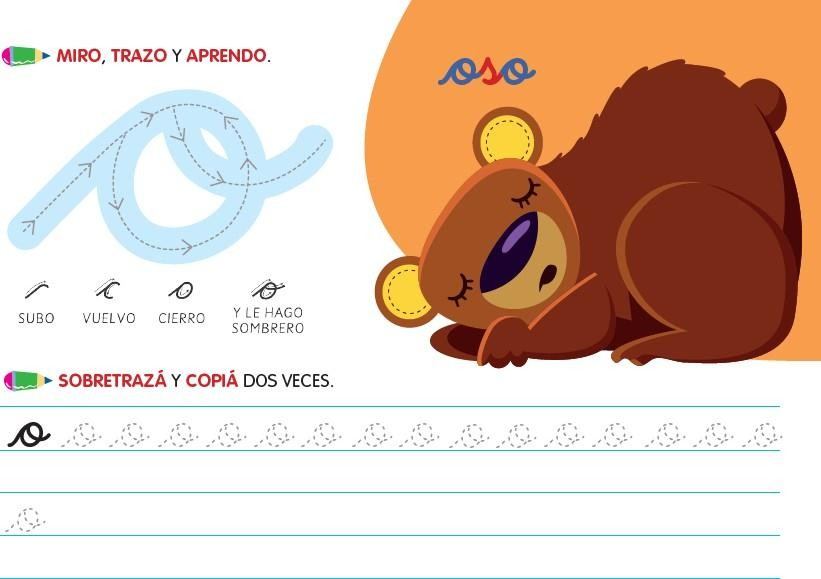 MIRO, TRAZO Y APRENDO.
oso
SUBO
VUELVO
CIERRO
Y LE HAGO
SOMBRERO
SOBRETRAZÁ Y COPIÁ DOS VECES.
o o o o o o o o o o o o o o o o
o